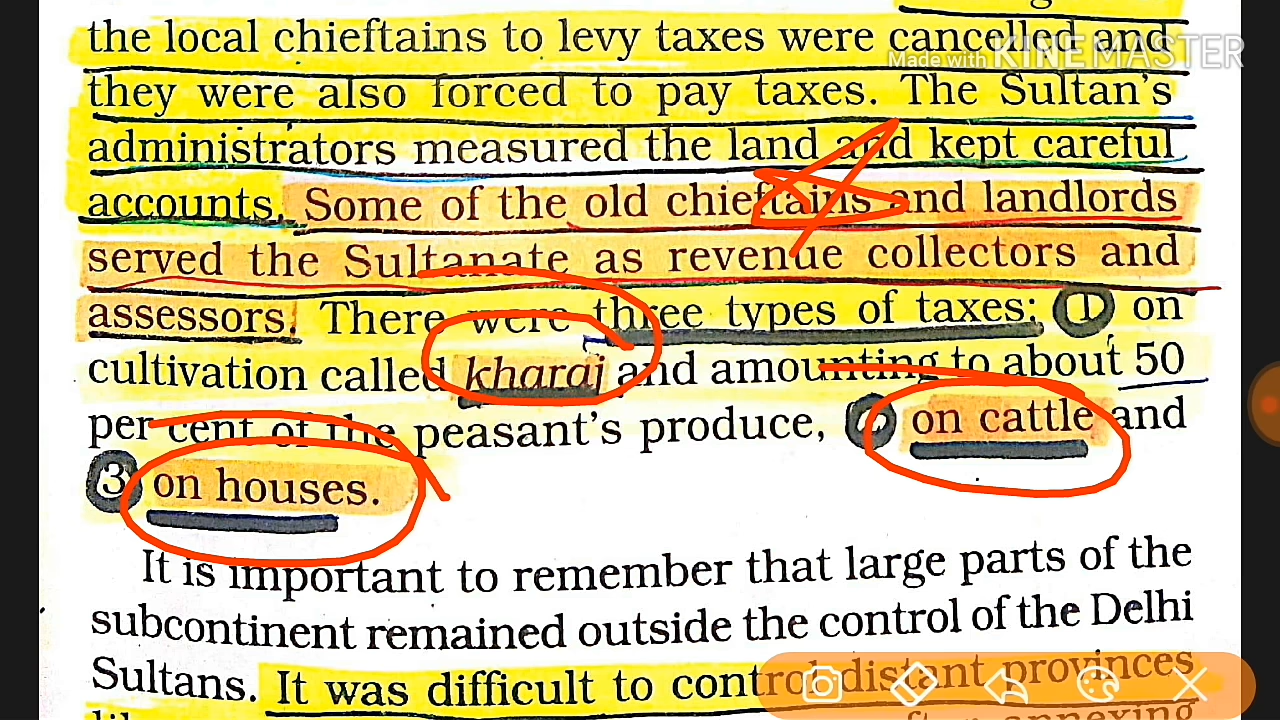 the local chieftains to levy taxes were cancelled and
Made with KINEMASTER
they were also forced to pay taxes. The Sultan's
administrators measured the land and kept careful
accounts. Some of the old chieftains and landlords
served the Sultanate as revenue collectors and
assessors. There were three types of taxes: (1) on
cultivation called kharaj and amounting to about 50
per cent of the peasant's produce, on cattle and
3 on houses.
It is important to remember that large parts of the
subcontinent remained outside the control of the Delhi
Sultans. It was difficult to control distant provinces
after annexing